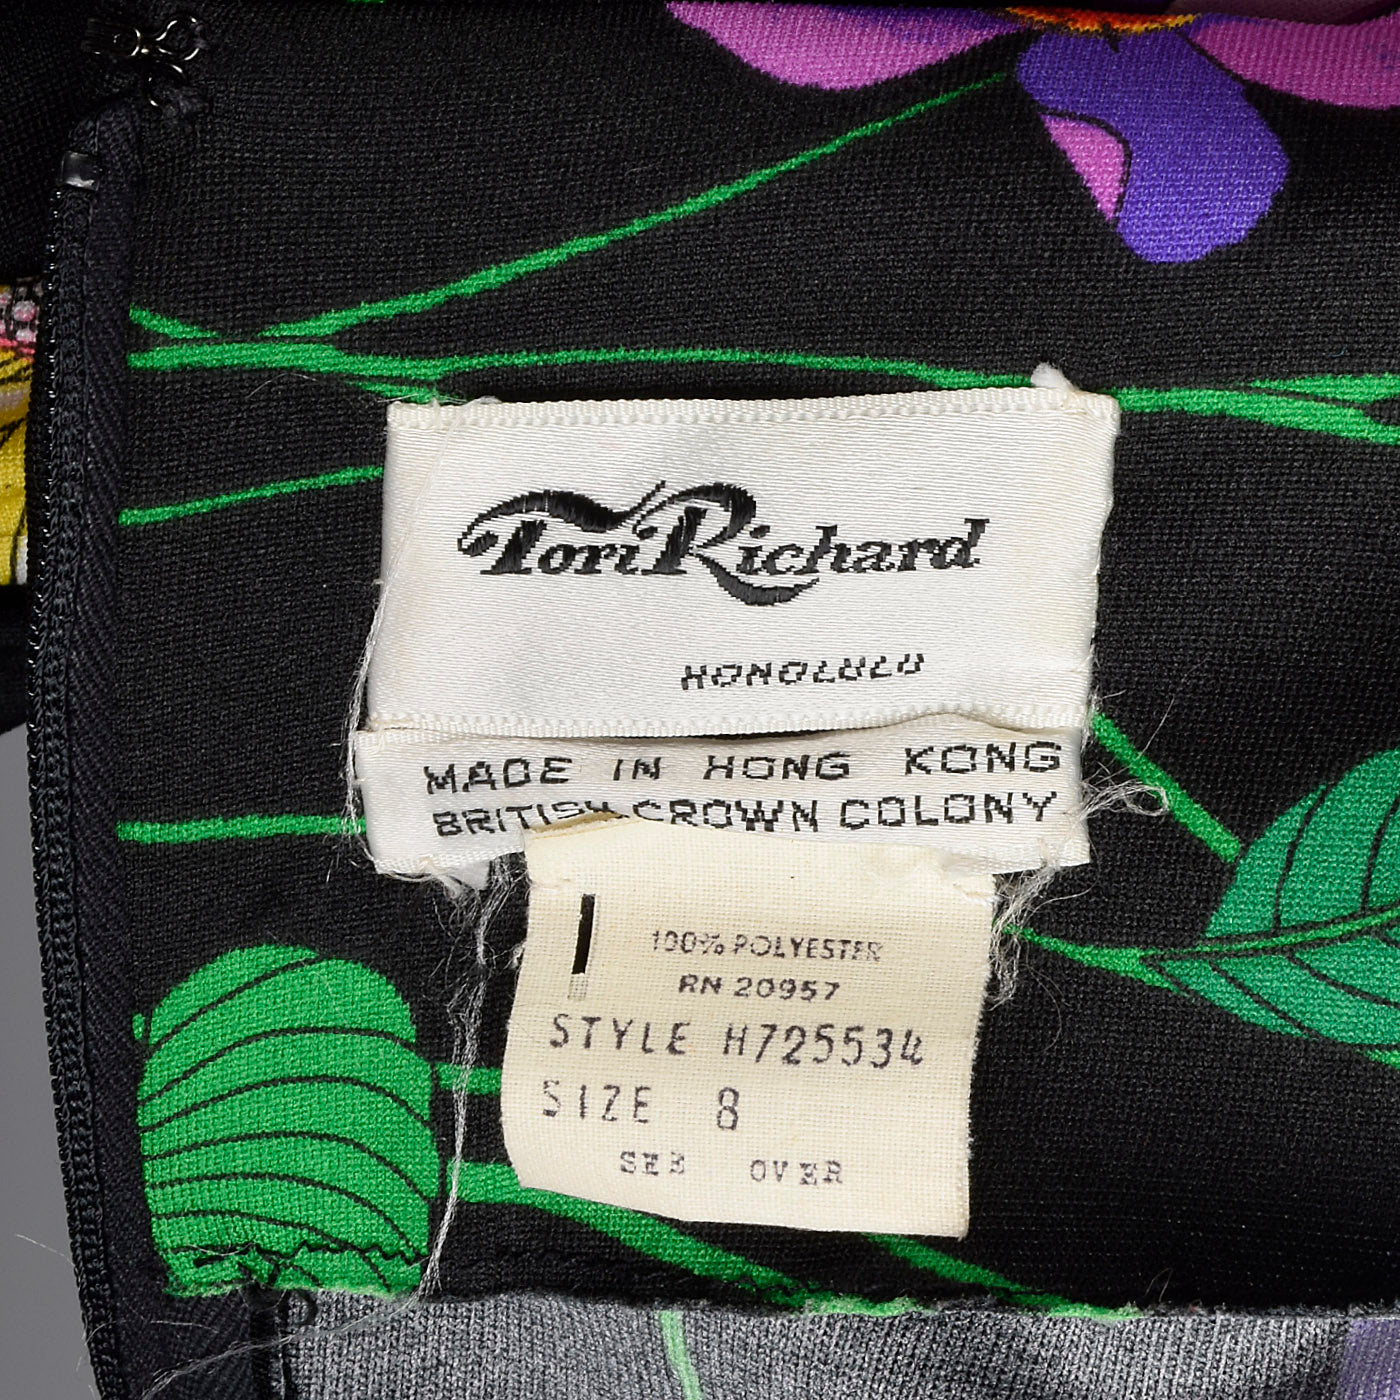 Tori Richard
HONOLULU
MADE IN HONG KONG
BRITISH CROWN COLONY
100% POLYESTER
RN 20957
STYLE H725534
SIZE 8
SEE OVER